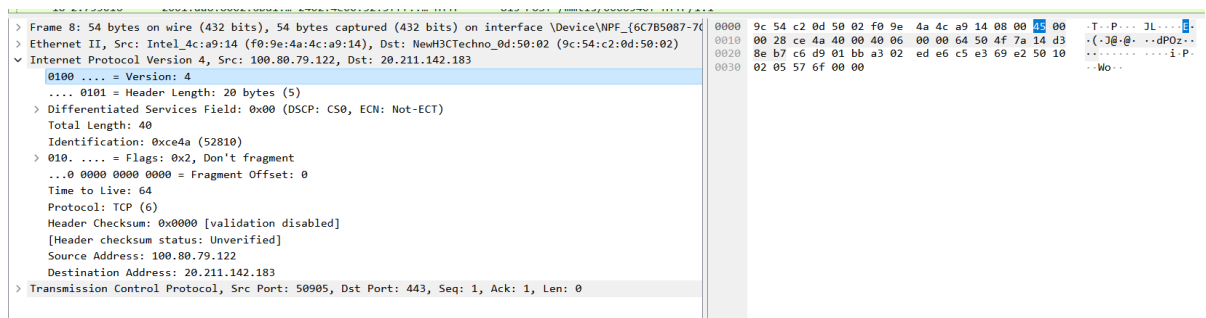 > Frame 8: 54 bytes on wire (432 bits), 54 bytes captured (432 bits) on interface \Device\NPF_{6C7B5087-7
> Ethernet II, Src: Intel_4c:a9:14 (f0:9e:4a:4c:a9:14), Dst: NewH3CTechno_0d:50:02 (9c:54:c2:0d:50:02)
Internet Protocol Version 4, Src: 100.80.79.122, Dst: 20.211.142.183
0100 .... = Version: 4
.... 0101 = Header Length: 20 bytes (5)
> Differentiated Services Field: 0x00 (DSCP: CS0, ECN: Not-ECT)
Total Length: 40
Identification: 0xce4a (52810)
> 010. .... = Flags: 0x2, Don't fragment
...0 0000 0000 0000 = Fragment Offset: 0
Time to Live: 64
Protocol: TCP (6)
Header Checksum: 0x0000 [validation disabled]
[Header checksum status: Unverified]
Source Address: 100.80.79.122
Destination Address: 20.211.142.183
> Transmission Control Protocol, Src Port: 50905, Dst Port: 443, Seq: 1, Ack: 1, Len: 0
0000 9c 54 c2 0d 50 02 f0 9e 4a 4c a9 14 08 00 45 00 ·T··P··· JL····E·
0010 00 28 ce 4a 40 00 40 06 00 00 64 50 4f 7a 14 d3 ·(·J@·@· ··dPOz··
0020 8e b7 c6 d9 01 bb a3 02 ed e6 c5 e3 69 e2 50 10 ········ ····i·P·
0030 02 05 57 6f 00 00 ··Wo··